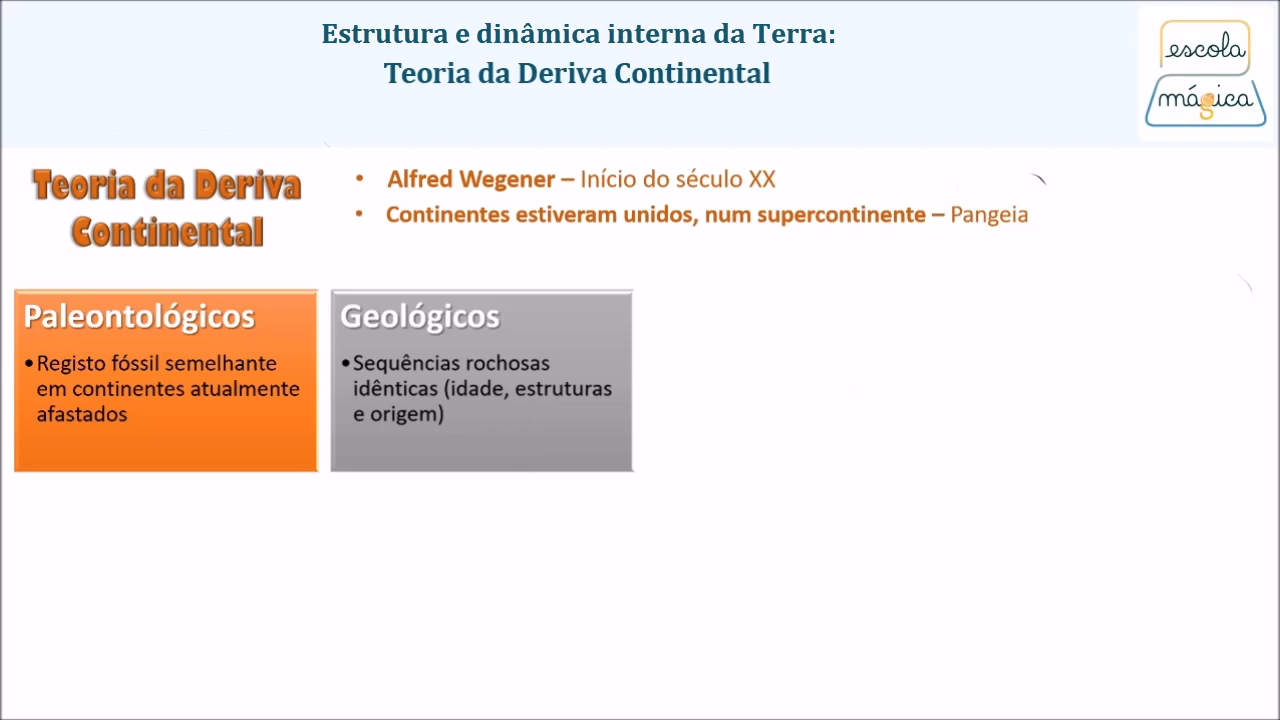 Estrutura e dinâmica interna da Terra:
Teoria da Deriva Continental
escola
mágica
Teoria da Deriva
Continental
• Alfred Wegener – Início do século XX
• Continentes estiveram unidos, num supercontinente – Pangeia
Paleontológicos
•Registo fóssil semelhante
em continentes atualmente
afastados
Geológicos
•Sequências rochosas
idênticas (idade, estruturas
e origem)